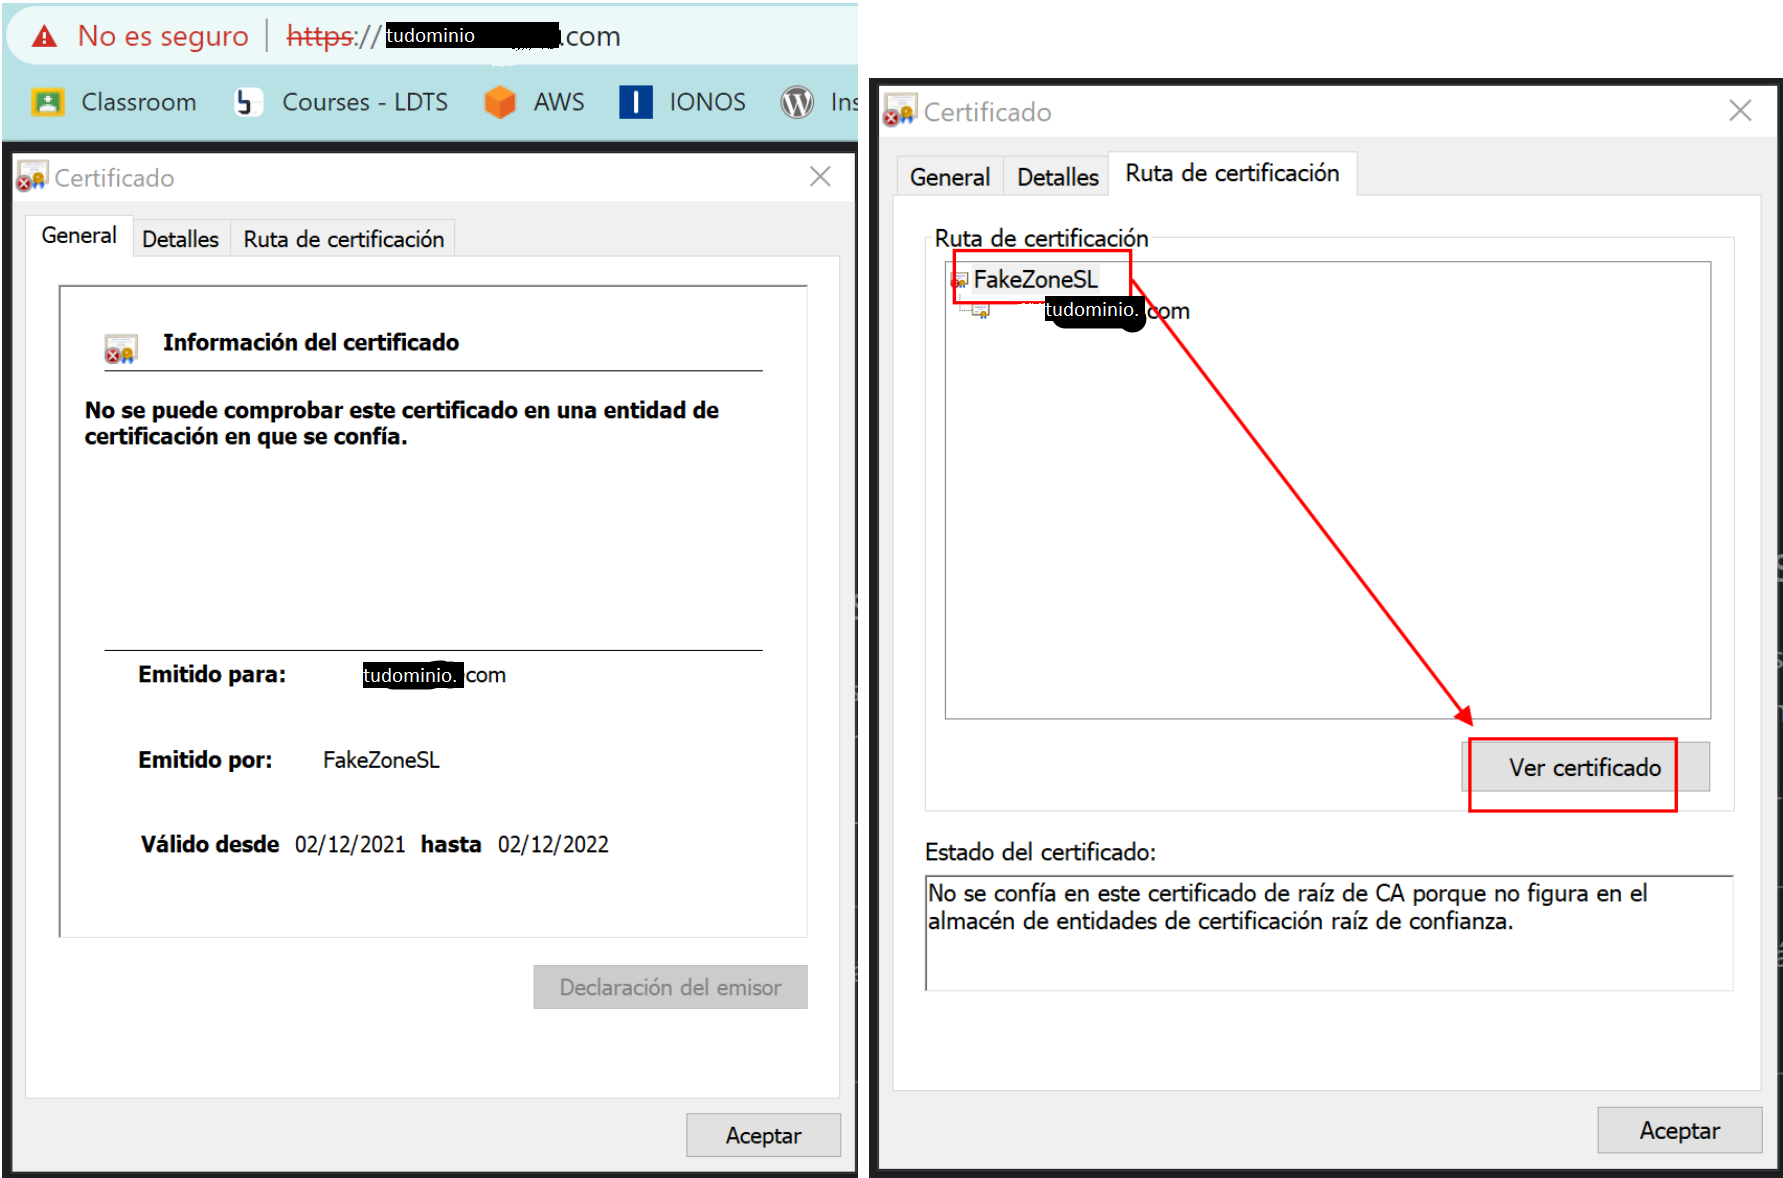 No es seguro | https://tudominio .com
Classroom Courses - LDTS AWS IONOS Ins
Certificado
General Detalles Ruta de certificación
Información del certificado
No se puede comprobar este certificado en una entidad de
certificación en que se confía.
Emitido para: tudominio. com
Emitido por: FakeZoneSL
Válido desde 02/12/2021 hasta 02/12/2022
Declaración del emisor
Aceptar
Certificado
General Detalles Ruta de certificación
Ruta de certificación
FakeZoneSL
tudominio. com
Ver certificado
Estado del certificado:
No se confía en este certificado de raíz de CA porque no figura en el
almacén de entidades de certificación raíz de confianza.
Aceptar